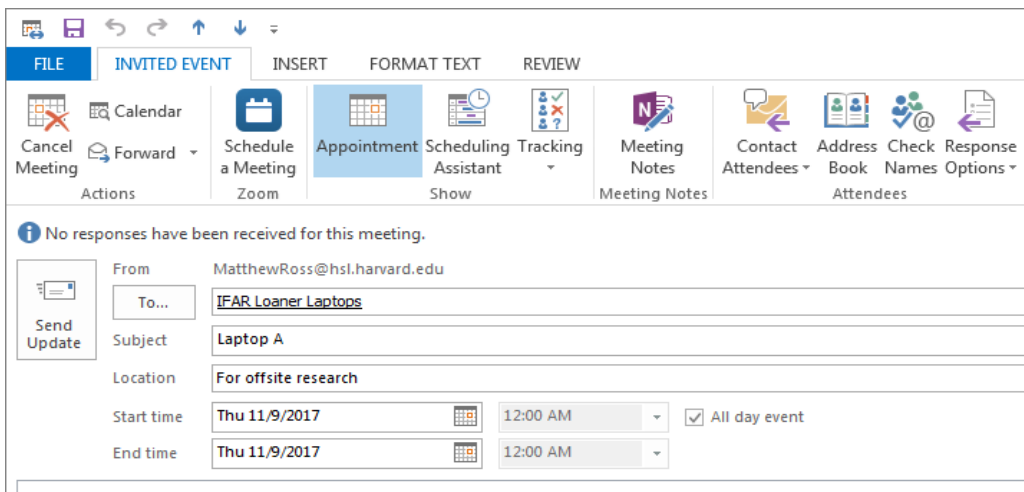 FILE INVITED EVENT INSERT FORMAT TEXT REVIEW
Cancel Meeting
Calendar
Forward
Actions
Schedule a Meeting
Zoom
Appointment
Scheduling Assistant
Tracking
Show
Meeting Notes
Meeting Notes
Contact Attendees
Address Book
Check Names
Response Options
Attendees
No responses have been received for this meeting.
Send Update
From MatthewRoss@hsl.harvard.edu
To... IFAR Loaner Laptops
Subject Laptop A
Location For offsite research
Start time Thu 11/9/2017 12:00 AM All day event
End time Thu 11/9/2017 12:00 AM